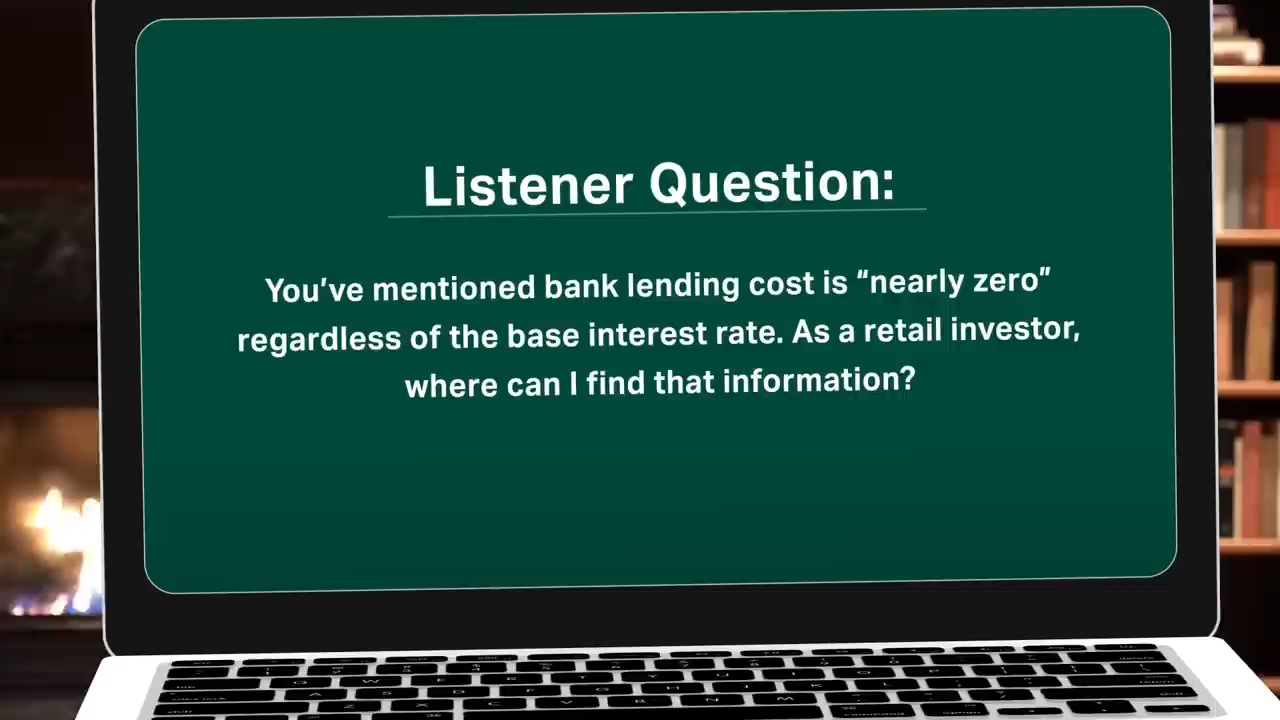 Listener Question:
You’ve mentioned bank lending cost is “nearly zero”
regardless of the base interest rate. As a retail investor,
where can I find that information?